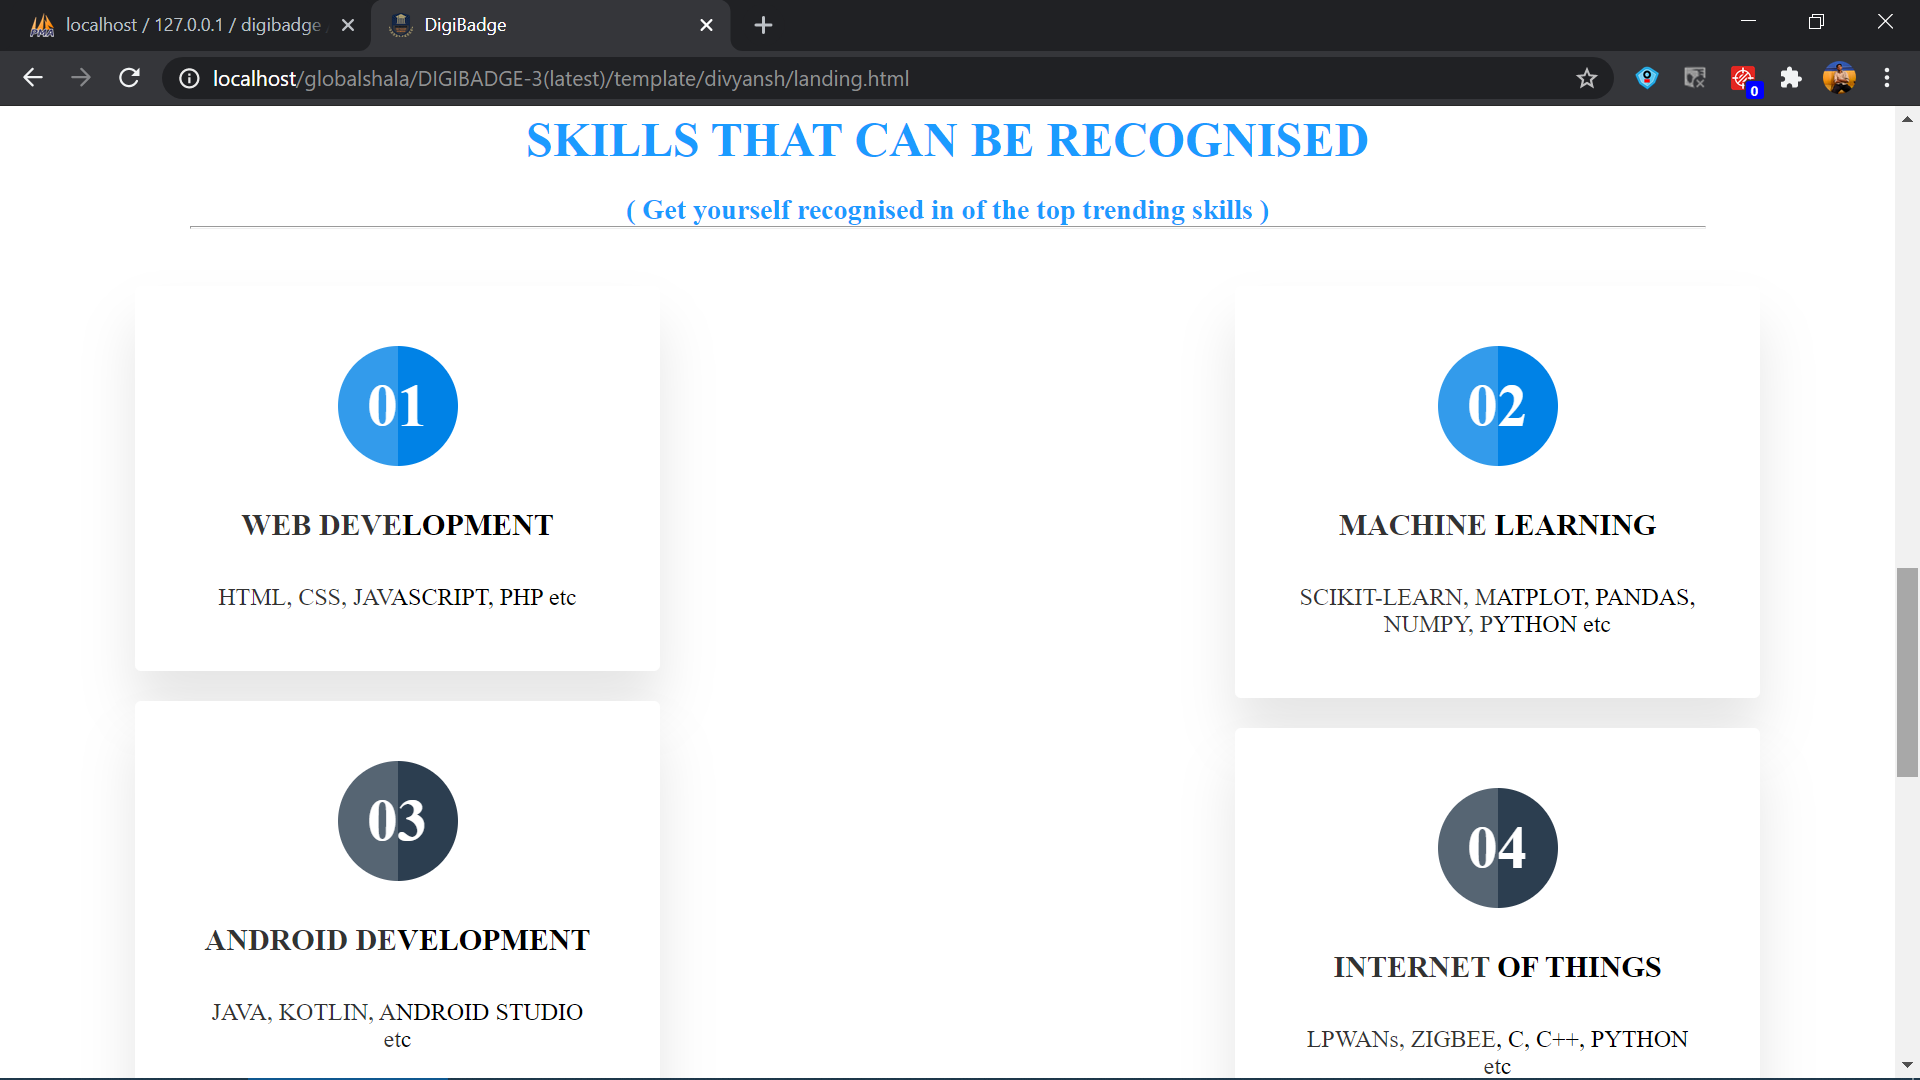 localhost / 127.0.0.1 / digibadge
DigiBadge
localhost/globalshala/DIGIBADGE-3(latest)/template/divyansh/landing.html
0
SKILLS THAT CAN BE RECOGNISED
( Get yourself recognised in of the top trending skills )
01
WEB DEVELOPMENT
HTML, CSS, JAVASCRIPT, PHP etc
02
MACHINE LEARNING
SCIKIT-LEARN, MATPLOT, PANDAS,
NUMPY, PYTHON etc
03
ANDROID DEVELOPMENT
JAVA, KOTLIN, ANDROID STUDIO
etc
04
INTERNET OF THINGS
LPWANs, ZIGBEE, C, C++, PYTHON
etc